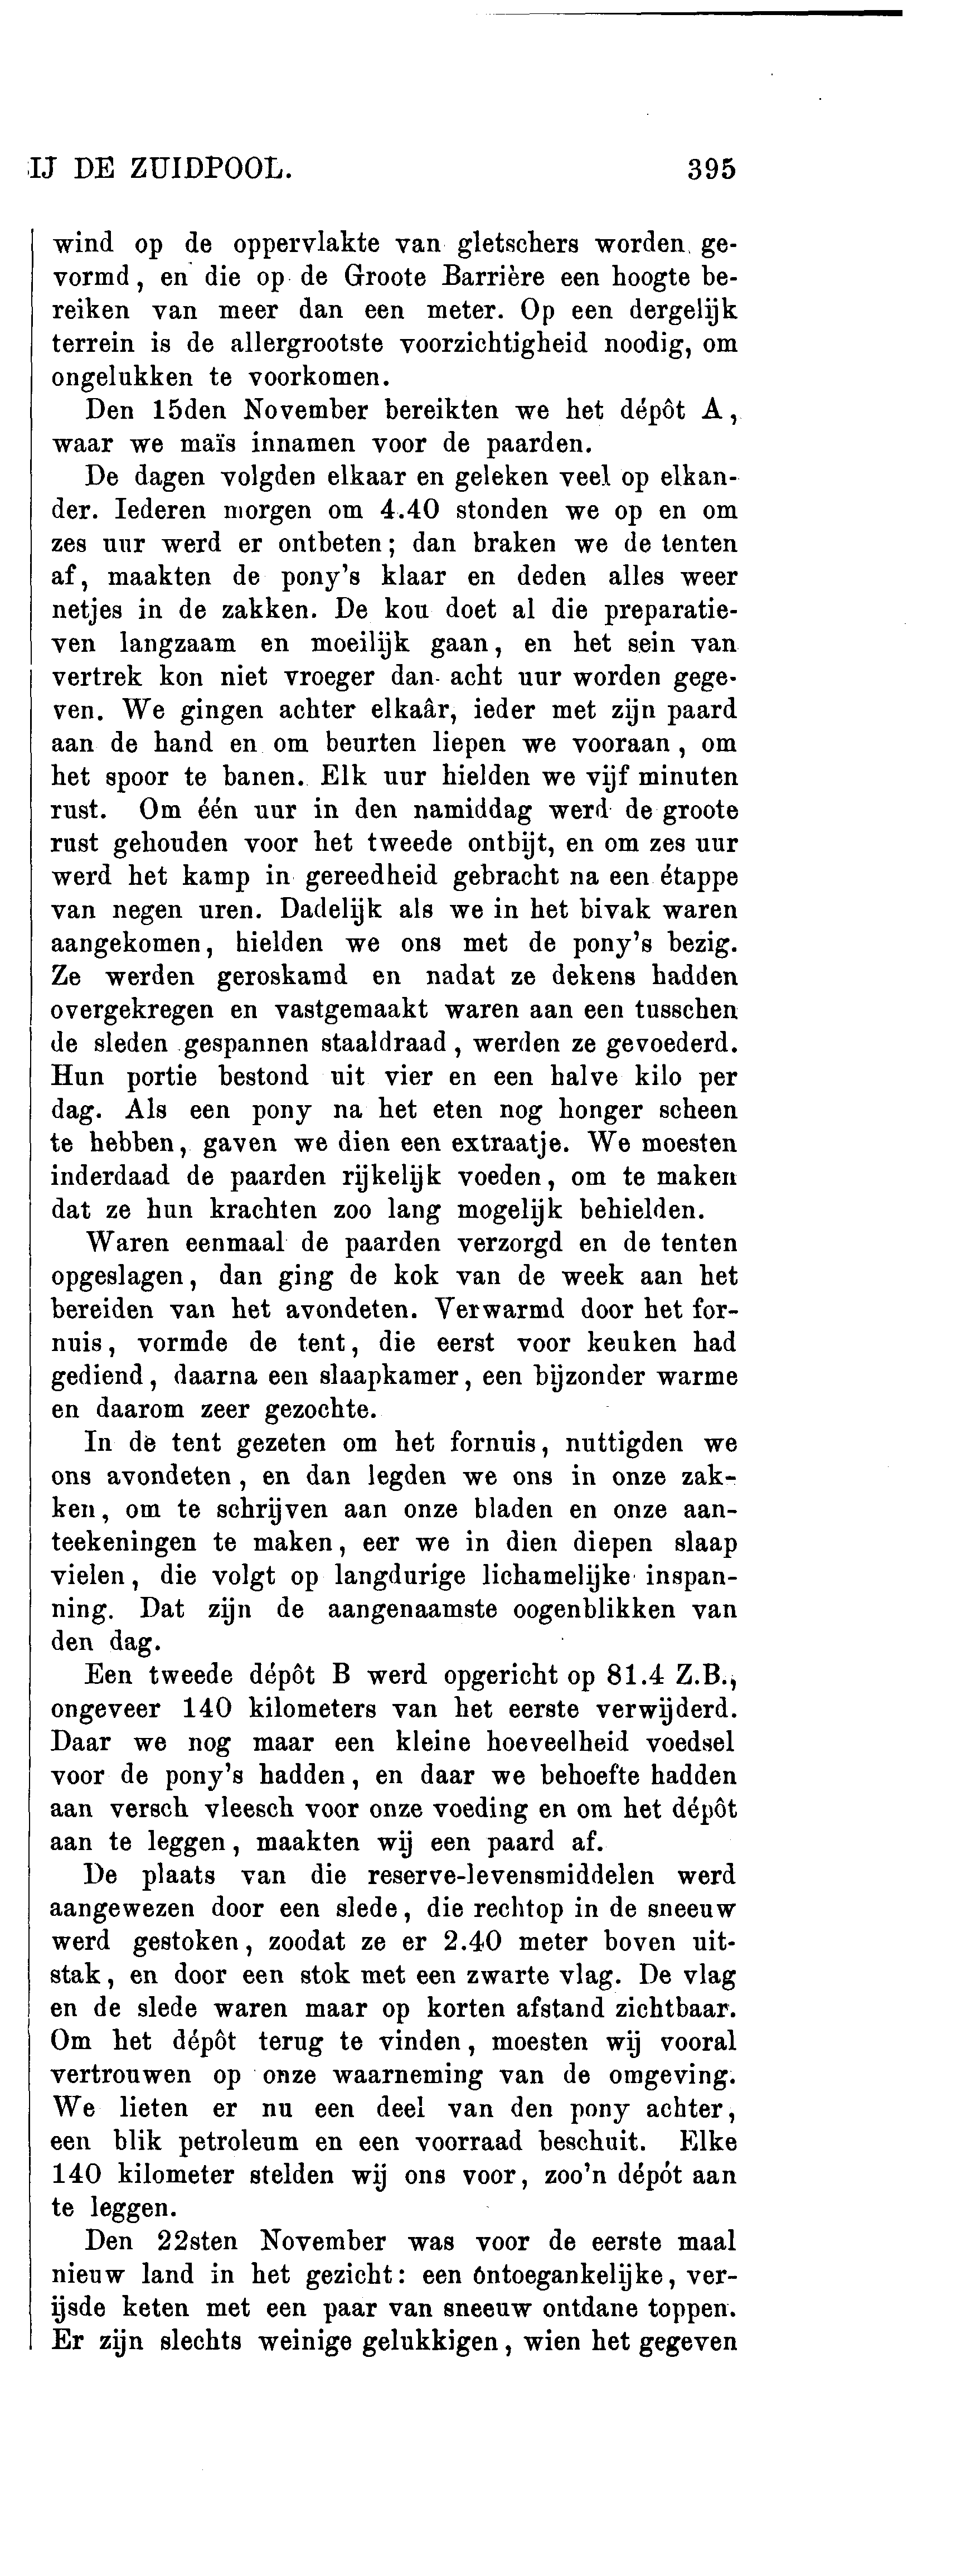 IJ DE ZUIDPOOL. 395
wind op de oppervlakte van gletschers worden ge-
vormd, en die op de Groote Barrière een hoogte be-
reiken van meer dan een meter. Op een dergelijk
terrein is de allergrootste voorzichtigheid noodig, om
ongelukken te voorkomen.
Den 15den November bereikten we het dépôt A,
waar we maïs innamen voor de paarden.
De dagen volgden elkaar en geleken veel op elkan-
der. Iederen morgen om 4.40 stonden we op en om
zes uur werd er ontbeten; dan braken we de tenten
af, maakten de pony's klaar en deden alles weer
netjes in de zakken. De kou doet al die preparatie-
ven langzaam en moeilijk gaan, en het sein van
vertrek kon niet vroeger dan acht uur worden gege-
ven. We gingen achter elkaâr, ieder met zijn paard
aan de hand en om beurten liepen we vooraan, om
het spoor te banen. Elk uur hielden we vijf minuten
rust. Om één uur in den namiddag werd de groote
rust gehouden voor het tweede ontbijt, en om zes uur
werd het kamp in gereedheid gebracht na een étappe
van negen uren. Dadelijk als we in het bivak waren
aangekomen, hielden we ons met de pony's bezig.
Ze werden geroskamd en nadat ze dekens hadden
overgekregen en vastgemaakt waren aan een tusschen
de sleden gespannen staaldraad, werden ze gevoederd.
Hun portie bestond uit vier en een halve kilo per
dag. Als een pony na het eten nog honger scheen
te hebben, gaven we dien een extraatje. We moesten
inderdaad de paarden rijkelijk voeden, om te maken
dat ze hun krachten zoo lang mogelijk behielden.
Waren eenmaal de paarden verzorgd en de tenten
opgeslagen, dan ging de kok van de week aan het
bereiden van het avondeten. Verwarmd door het for-
nuis, vormde de tent, die eerst voor keuken had
gediend, daarna een slaapkamer, een bijzonder warme
en daarom zeer gezochte.
In de tent gezeten om het fornuis, nuttigden we
ons avondeten, en dan legden we ons in onze zak-
ken, om te schrijven aan onze bladen en onze aan-
teekeningen te maken, eer we in dien diepen slaap
vielen, die volgt op langdurige lichamelijke inspan-
ning. Dat zijn de aangenaamste oogenblikken van
den dag.
Een tweede dépôt B werd opgericht op 81.4 Z.B.,
ongeveer 140 kilometers van het eerste verwijderd.
Daar we nog maar een kleine hoeveelheid voedsel
voor de pony's hadden, en daar we behoefte hadden
aan versch vleesch voor onze voeding en om het dépôt
aan te leggen, maakten wij een paard af.
De plaats van die reserve-levensmiddelen werd
aangewezen door een slede, die rechtop in de sneeuw
werd gestoken, zoodat ze er 2.40 meter boven uit-
stak, en door een stok met een zwarte vlag. De vlag
en de slede waren maar op korten afstand zichtbaar.
Om het dépôt terug te vinden, moesten wij vooral
vertrouwen op onze waarneming van de omgeving.
We lieten er nu een deel van den pony achter,
een blik petroleum en een voorraad beschuit. Elke
140 kilometer stelden wij ons voor, zoo'n dépót aan
te leggen.
Den 22sten November was voor de eerste maal
nieuw land in het gezicht: een óntoegankelijke, ver-
ijsde keten met een paar van sneeuw ontdane toppen.
Er zijn slechts weinige gelukkigen, wien het gegeven